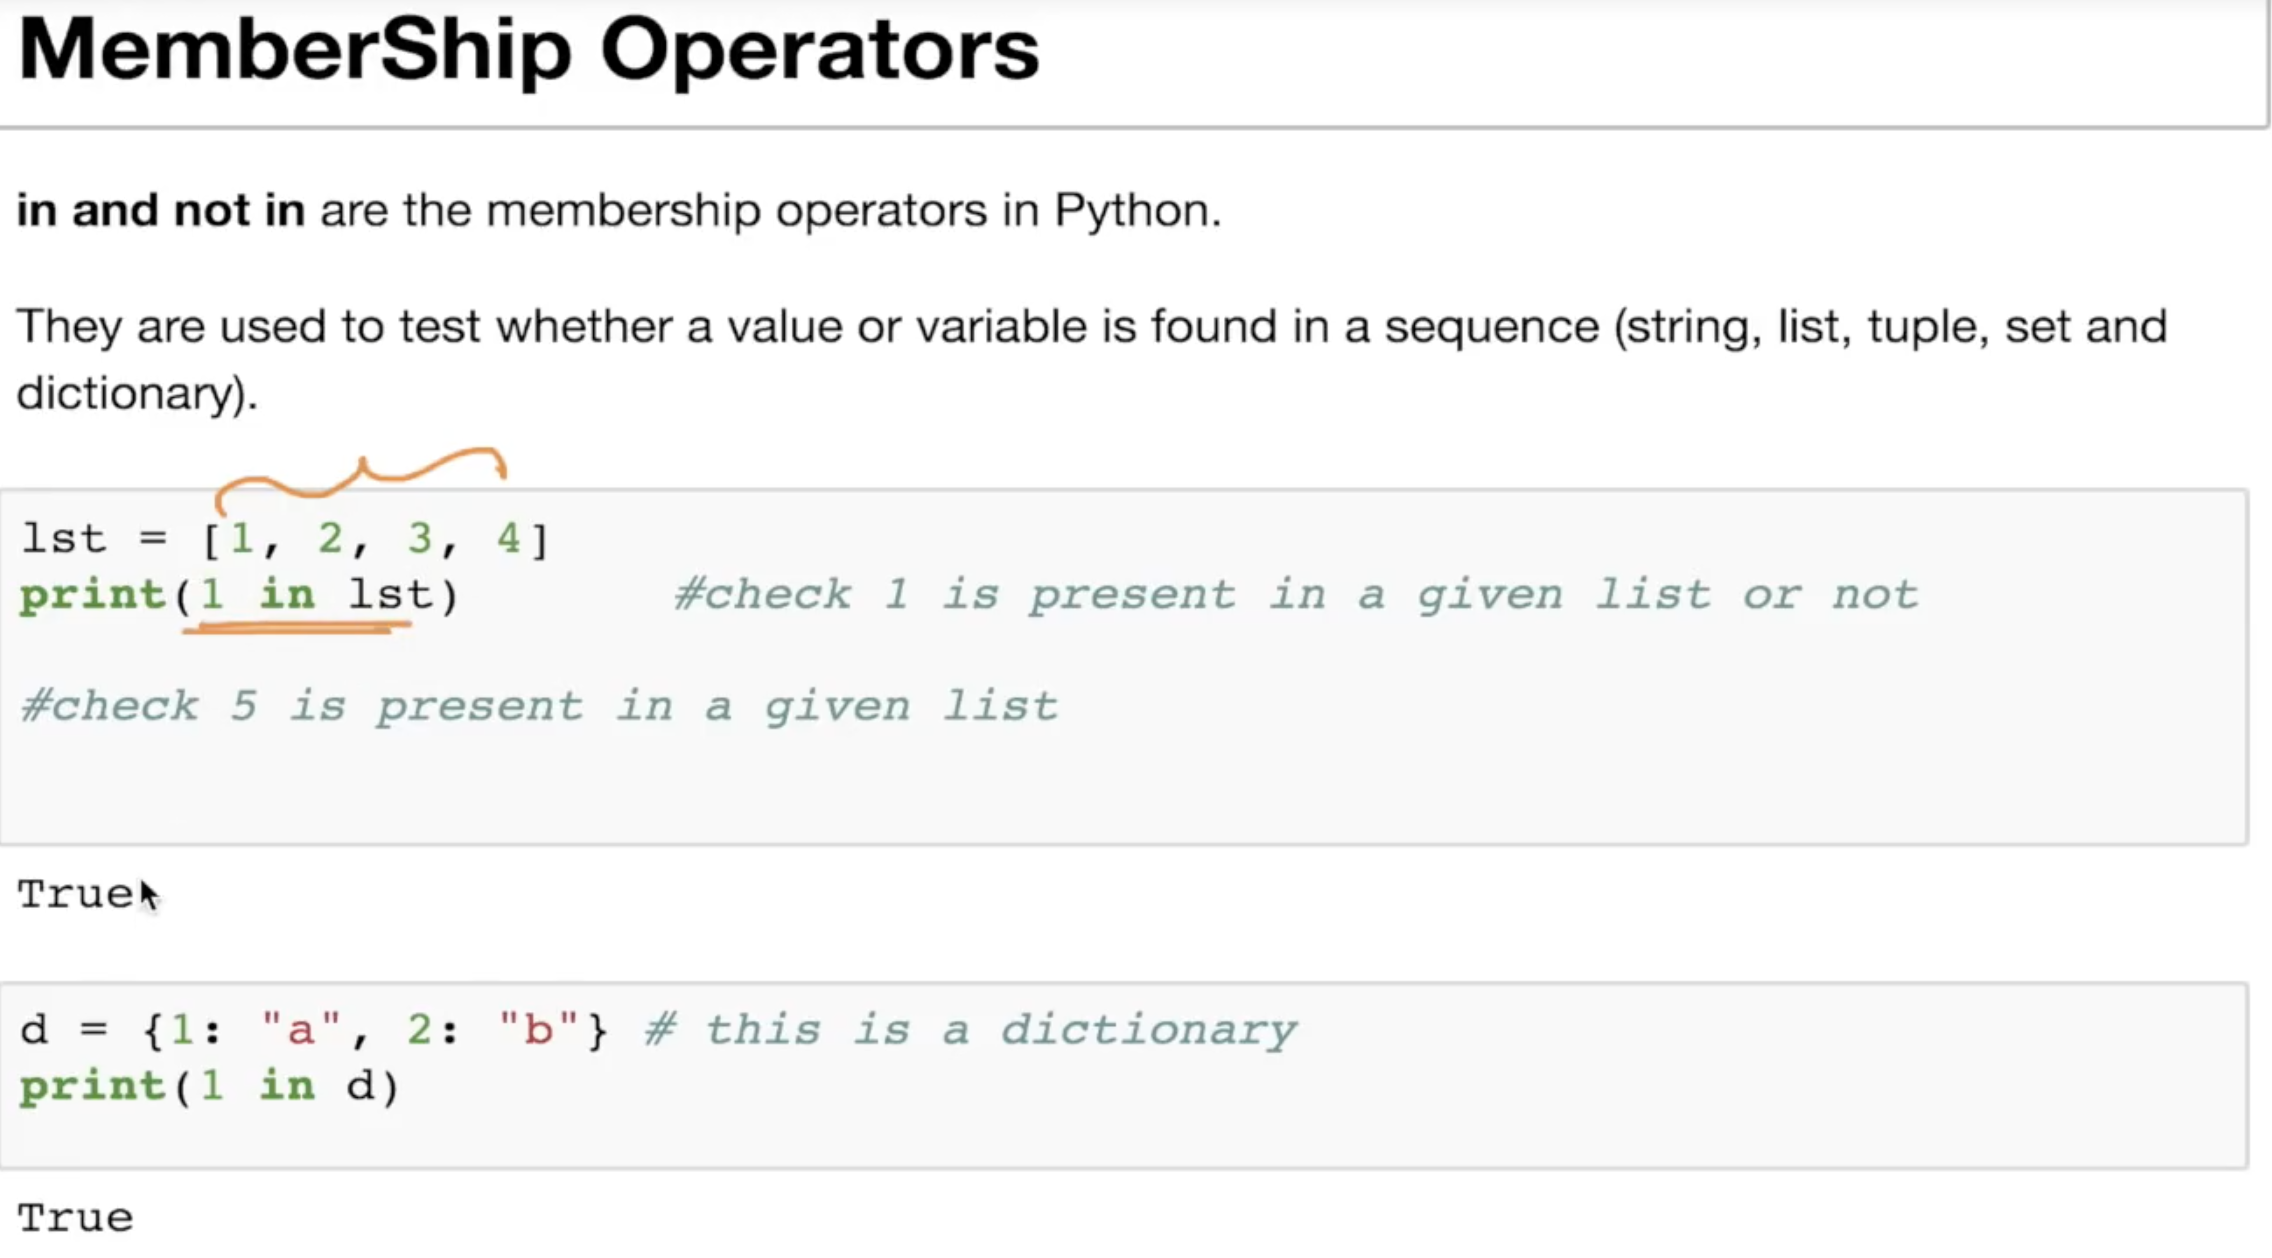 MemberShip Operators
in and not in are the membership operators in Python.
They are used to test whether a value or variable is found in a sequence (string, list, tuple, set and
dictionary).
lst = [1, 2, 3, 4]
print(1 in lst)       #check 1 is present in a given list or not
#check 5 is present in a given list
True
d = {1: "a", 2: "b"} # this is a dictionary
print(1 in d)
True